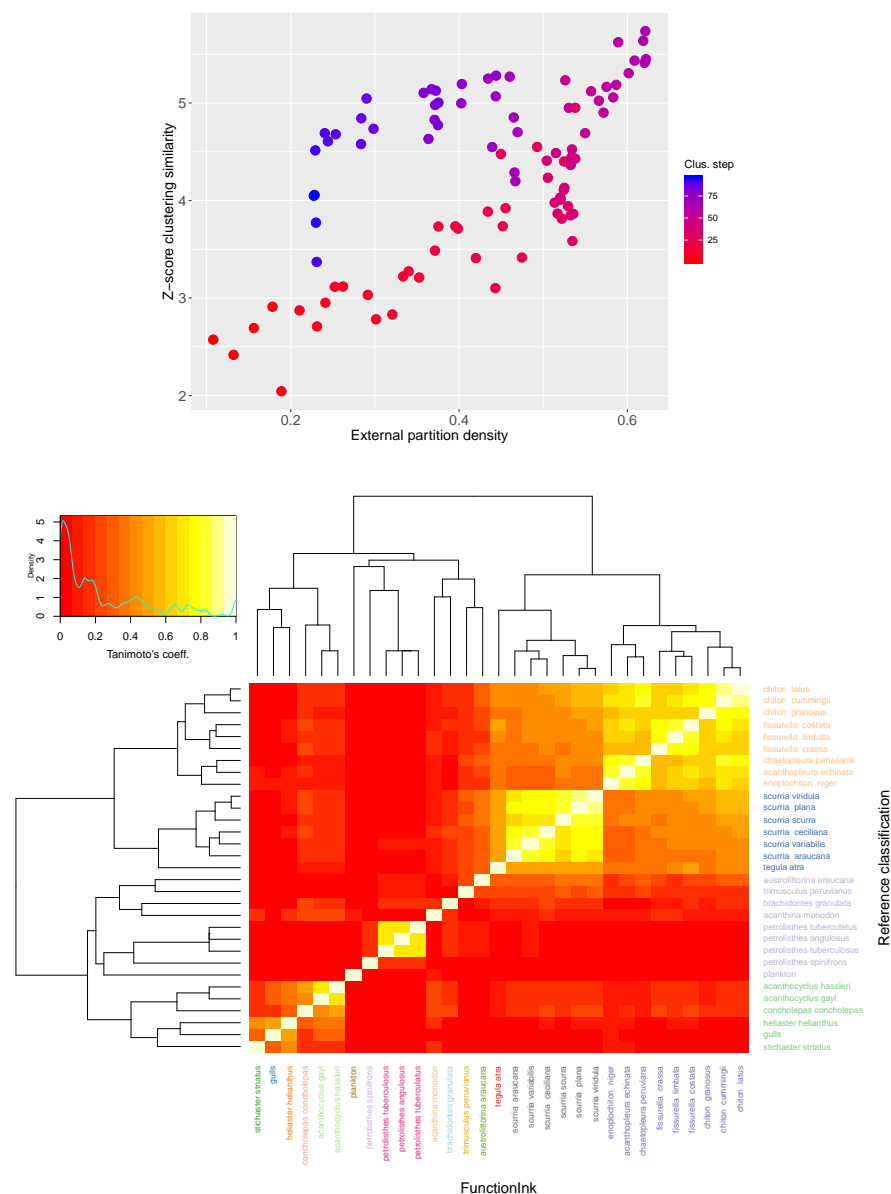 Z−score clustering similarity
5
4
3
2
0.2
0.4
0.6
External partition density
Clus. step
75
50
25
Density
5
4
3
2
1
0
0
0.2
0.4
0.6
0.8
1
Tanimoto's coeff.
chiton latus
chiton cummingii
chiton granosus
fissurella costata
fissurella limbata
fissurella crassa
chaetopleura peruviana
acanthopleura echinata
enoplochiton niger
scurria viridula
scurria plana
scurria scurra
scurria ceciliana
scurria variabilis
scurria araucana
tegula atra
austrolittorina araucana
trimusculus peruvianus
brachidontes granulata
acanthina monodon
petrolisthes tuberculatus
petrolisthes angulosus
petrolisthes tuberculosus
petrolisthes spinifrons
plankton
acanthocyclus hassleri
acanthocyclus gayi
concholepas concholepas
heliaster helianthus
gulls
stichaster striatus
Reference classification
stichaster striatus
gulls
heliaster helianthus
concholepas concholepas
acanthocyclus gayi
acanthocyclus hassleri
plankton
petrolisthes spinifrons
petrolisthes tuberculosus
petrolisthes angulosus
petrolisthes tuberculatus
acanthina monodon
brachidontes granulata
trimusculus peruvianus
austrolittorina araucana
tegula atra
scurria araucana
scurria variabilis
scurria ceciliana
scurria scurra
scurria plana
scurria viridula
enoplochiton niger
acanthopleura echinata
chaetopleura peruviana
fissurella crassa
fissurella limbata
fissurella costata
chiton granosus
chiton cummingii
chiton latus
FunctionInk